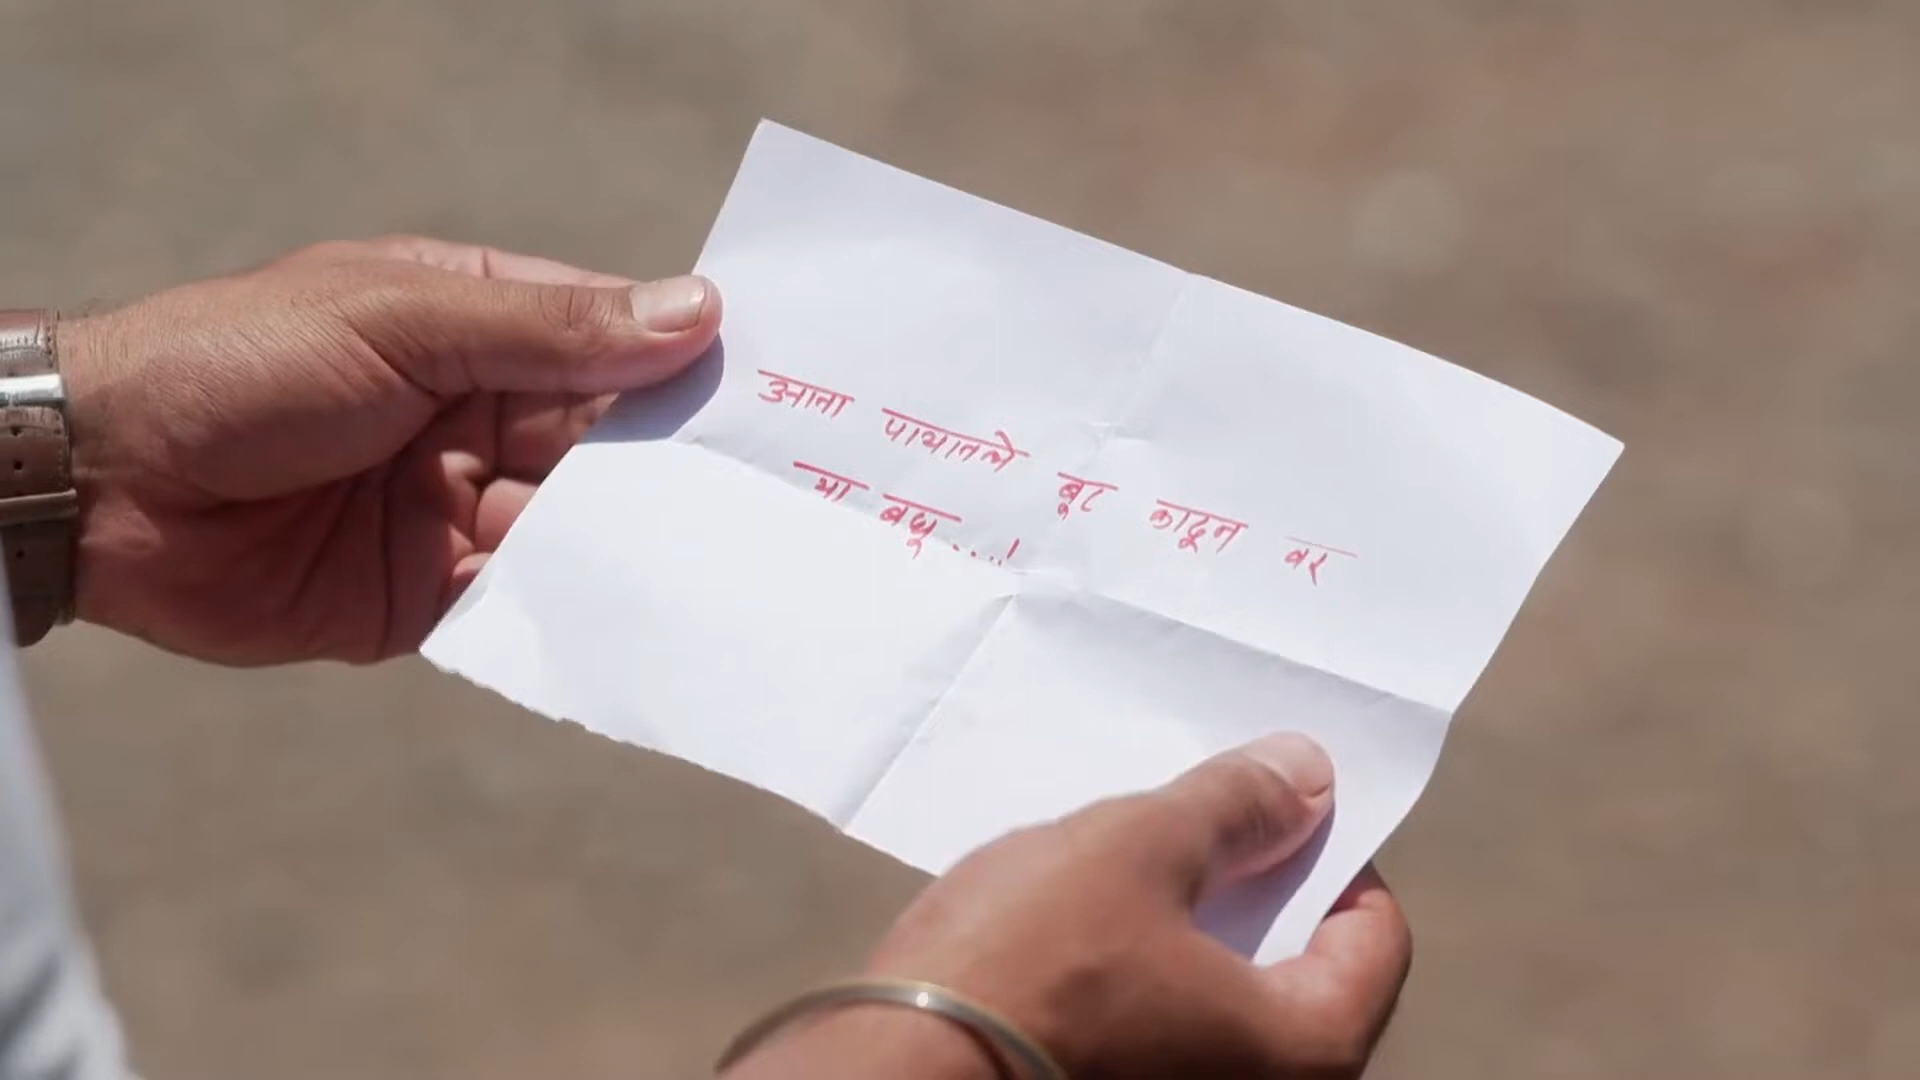 आता पायातले बूट काढून वर
या बघू....!